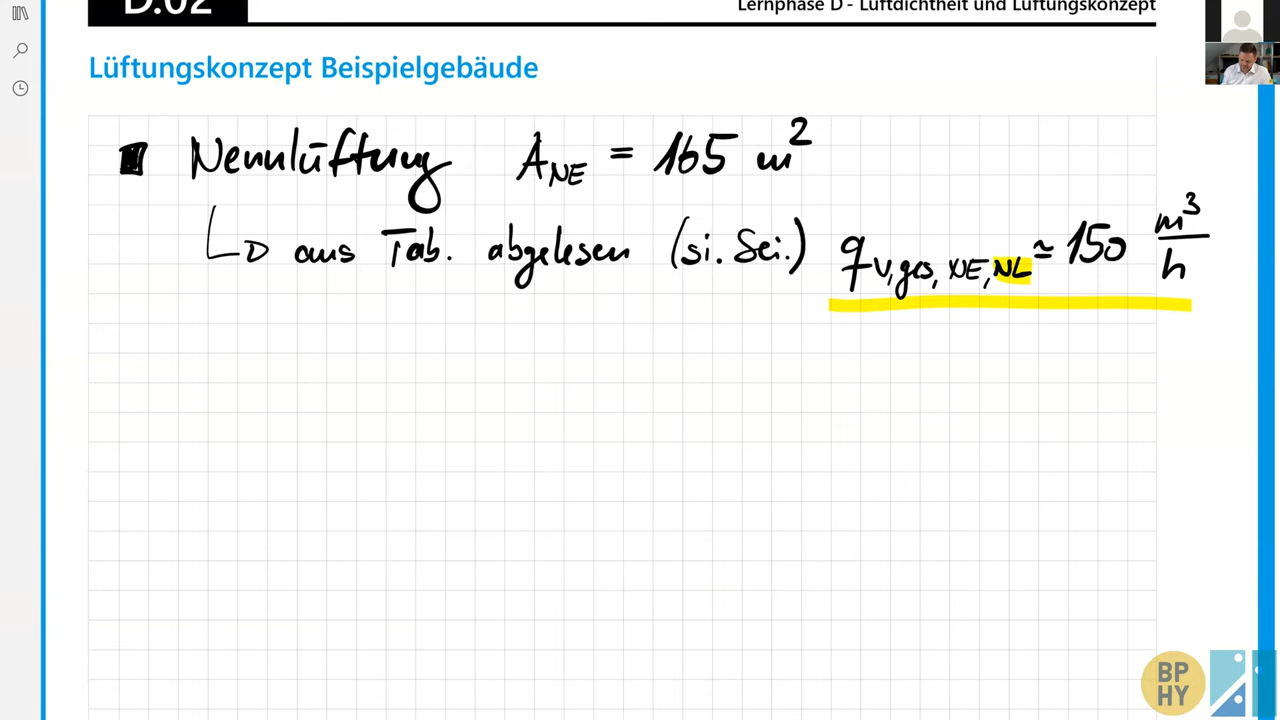 D.02
Lernphase D - Luftdichtheit und Lüftungskonzept
Lüftungskonzept Beispielgebäude
Nennlüftung A_NE = 165 m²
aus Tab. abgelesen (si. Sei.) q_v,ges,NE,NL ≈ 150 m³/h
BP
HY